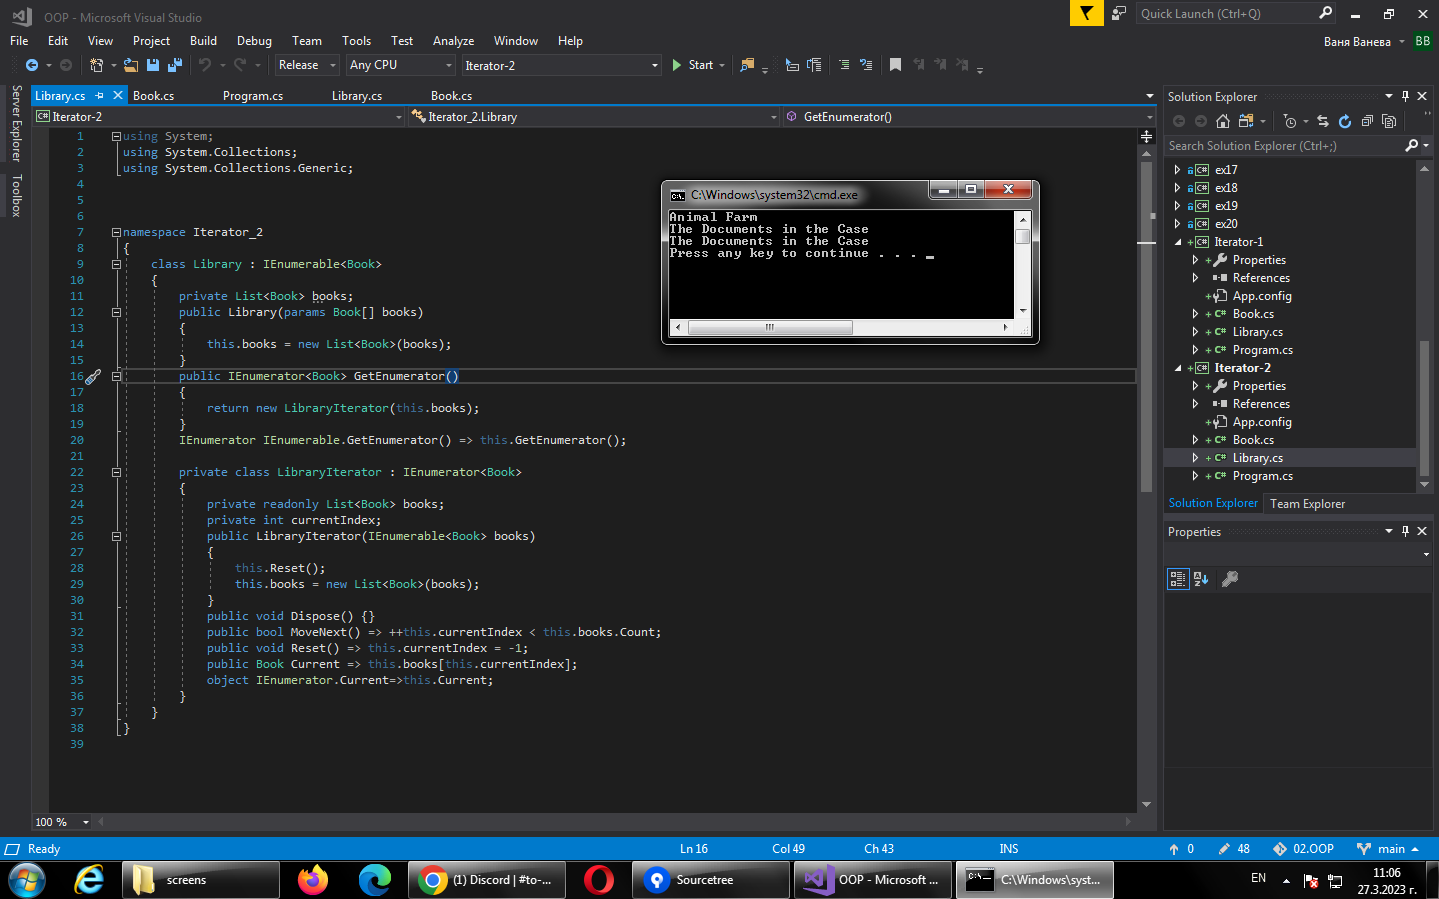 OOP - Microsoft Visual Studio
Quick Launch (Ctrl+Q)
File Edit View Project Build Debug Team Tools Test Analyze Window Help
Ваня Ванева BB
Release Any CPU Iterator-2 Start
Server Explorer
Toolbox
Library.cs Book.cs Program.cs Library.cs Book.cs
C# Iterator-2 Iterator_2.Library GetEnumerator()
1 using System;
2 using System.Collections;
3 using System.Collections.Generic;
4
5
6
7 namespace Iterator_2
8 {
9 class Library : IEnumerable<Book>
10 {
11 private List<Book> books;
12 public Library(params Book[] books)
13 {
14 this.books = new List<Book>(books);
15 }
16 public IEnumerator<Book> GetEnumerator()
17 {
18 return new LibraryIterator(this.books);
19 }
20 IEnumerator IEnumerable.GetEnumerator() => this.GetEnumerator();
21
22 private class LibraryIterator : IEnumerator<Book>
23 {
24 private readonly List<Book> books;
25 private int currentIndex;
26 public LibraryIterator(IEnumerable<Book> books)
27 {
28 this.Reset();
29 this.books = new List<Book>(books);
30 }
31 public void Dispose() {}
32 public bool MoveNext() => ++this.currentIndex < this.books.Count;
33 public void Reset() => this.currentIndex = -1;
34 public Book Current => this.books[this.currentIndex];
35 object IEnumerator.Current=>this.Current;
36 }
37 }
38 }
39
100 %
C:\Windows\system32\cmd.exe
Animal Farm
The Documents in the Case
The Documents in the Case
Press any key to continue . . . _
Solution Explorer
Search Solution Explorer (Ctrl+;)
C# ex17
C# ex18
C# ex19
C# ex20
C# Iterator-1
Properties
References
App.config
C# Book.cs
C# Library.cs
C# Program.cs
C# Iterator-2
Properties
References
App.config
C# Book.cs
C# Library.cs
C# Program.cs
Solution Explorer Team Explorer
Properties
Ready Ln 16 Col 49 Ch 43 INS 0 48 02.OOP main
screens (1) Discord | #to-... Sourcetree OOP - Microsoft ... C:\Windows\syst... EN 11:06
27.3.2023 г.